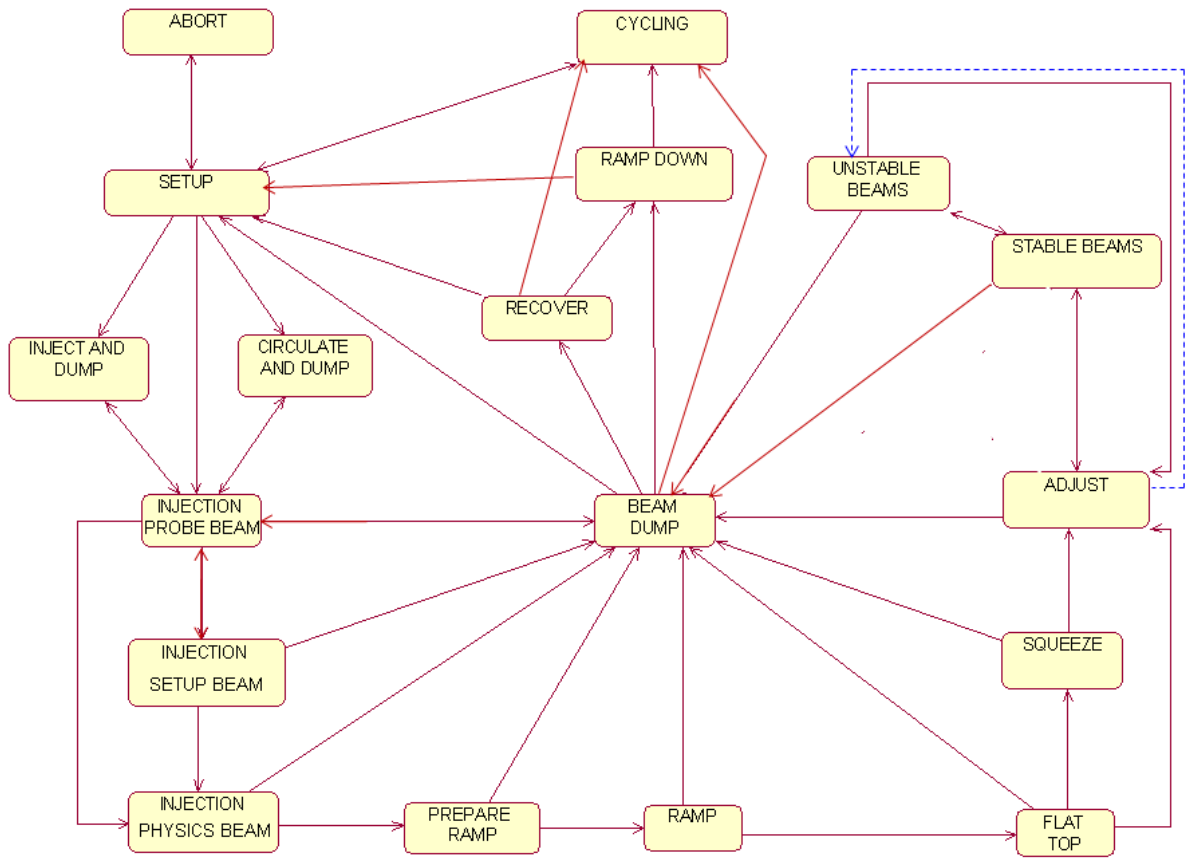 ABORT
CYCLING
RAMP DOWN
UNSTABLE
BEAMS
SETUP
STABLE BEAMS
RECOVER
INJECT AND
DUMP
CIRCULATE
AND DUMP
INJECTION
PROBE BEAM
BEAM
DUMP
ADJUST
INJECTION
SETUP BEAM
SQUEEZE
INJECTION
PHYSICS BEAM
PREPARE
RAMP
RAMP
FLAT
TOP